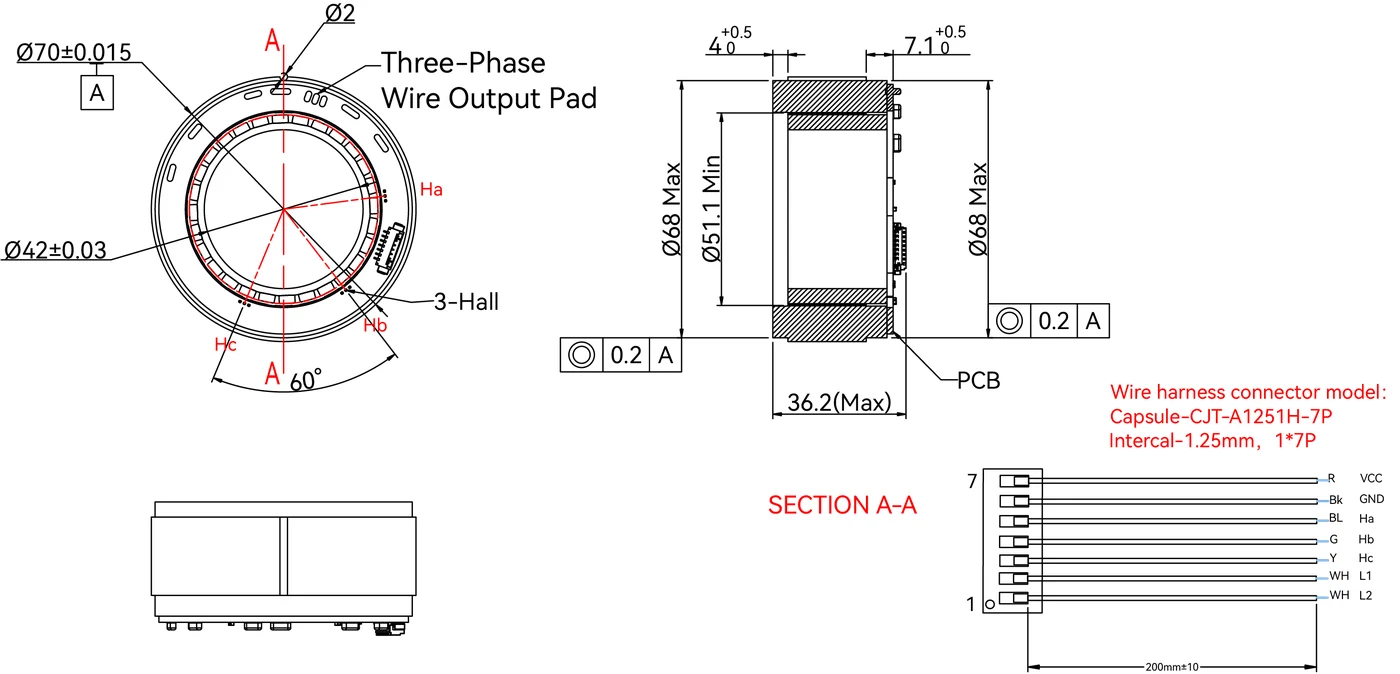 Ø2
A
Ø70±0.015
A
Three-Phase
Wire Output Pad
Ha
Ø42±0.03
3-Hall
Hb
Hc
A
60°
4 +0.5 0
7.1 +0.5 0
Ø68 Max
Ø51.1 Min
Ø68 Max
0.2 A
0.2 A
PCB
36.2(Max)
SECTION A-A
Wire harness connector model:
Capsule-CJT-A1251H-7P
Intercal-1.25mm, 1*7P
7
R VCC
Bk GND
BL Ha
G Hb
Y Hc
WH L1
WH L2
1
200mm±10